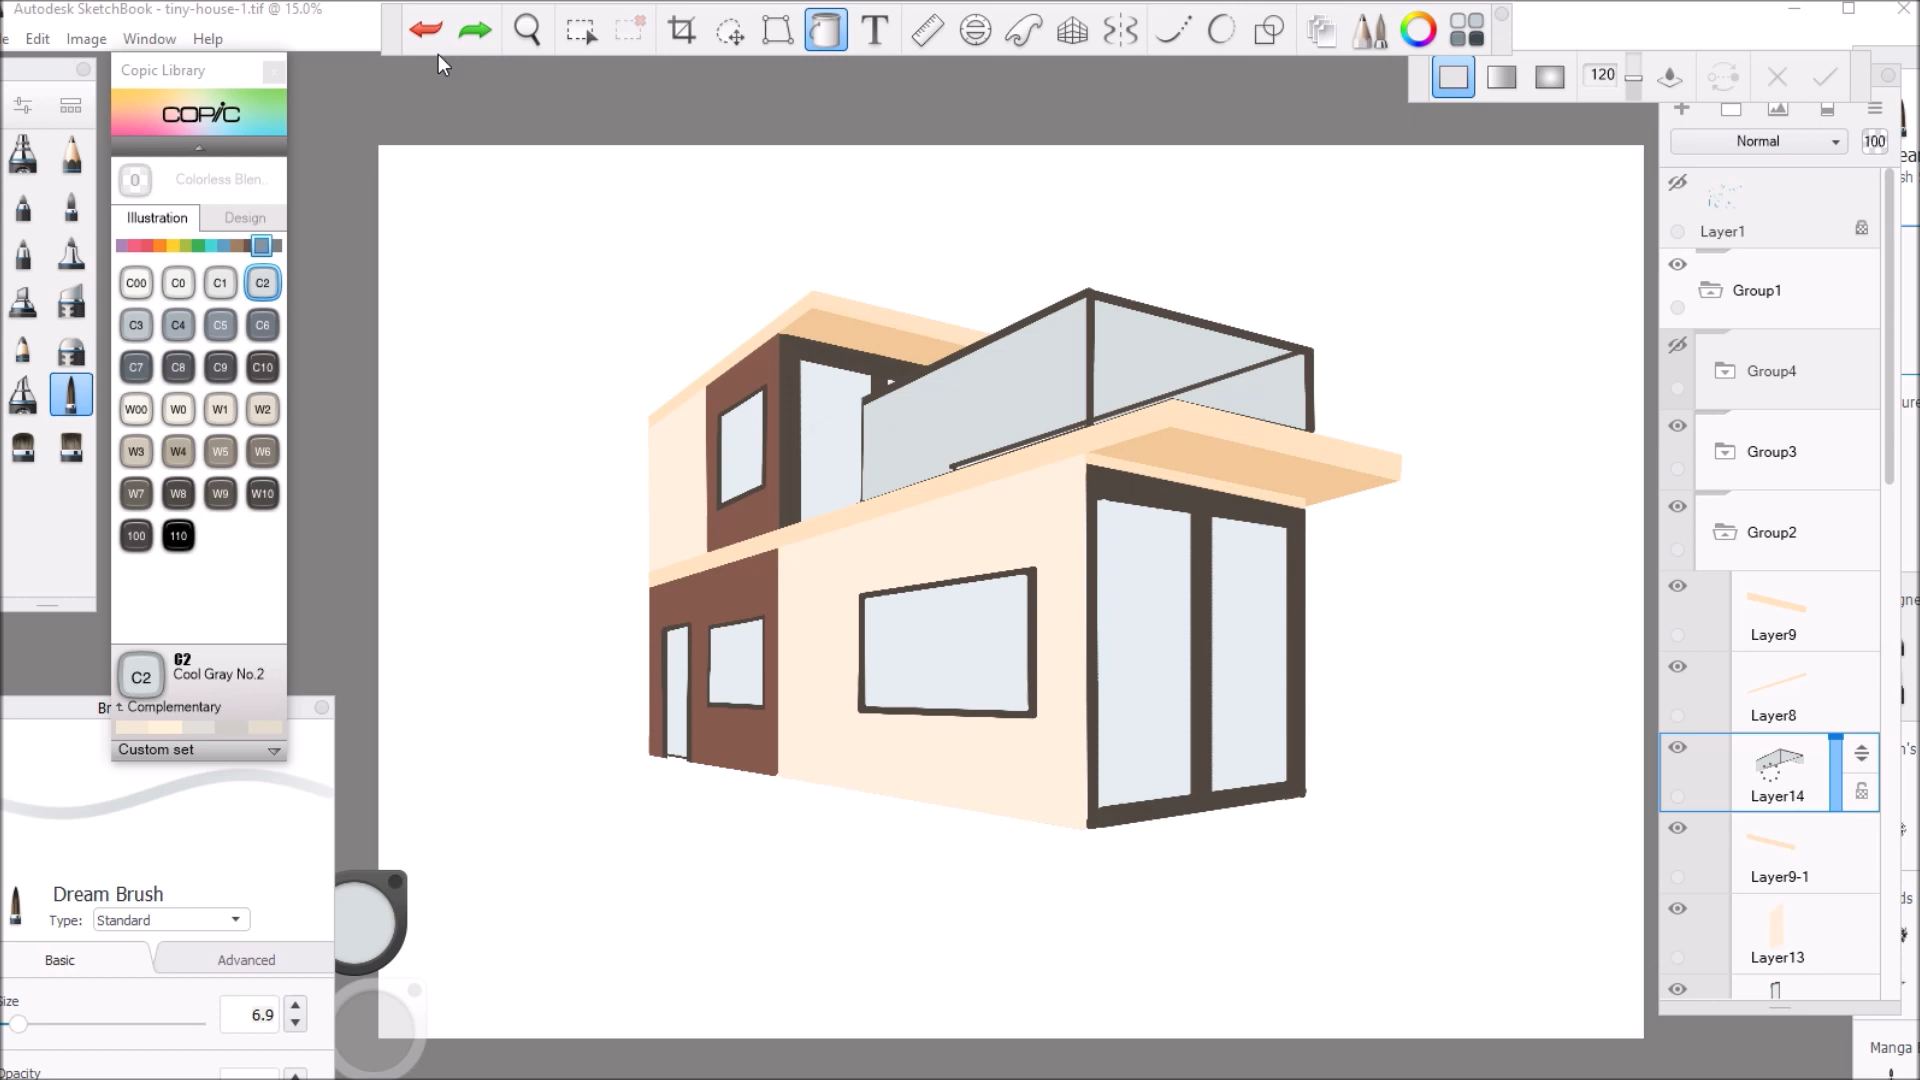 Autodesk SketchBook - tiny-house-1.tif @ 15.0%
Edit Image Window Help
T
Copic Library
COPIC
0 Colorless Blen..
Illustration Design
C00 C0 C1 C2
C3 C4 C5 C6
C7 C8 C9 C10
W00 W0 W1 W2
W3 W4 W5 W6
W7 W8 W9 W10
100 110
C2
C2
Cool Gray No.2
Complementary
Custom set
Dream Brush
Type: Standard
Basic Advanced
Size
6.9
Opacity
120
Normal 100
Layer1
Group1
Group4
Group3
Group2
Layer9
Layer8
Layer14
Layer9-1
Layer13
Manga